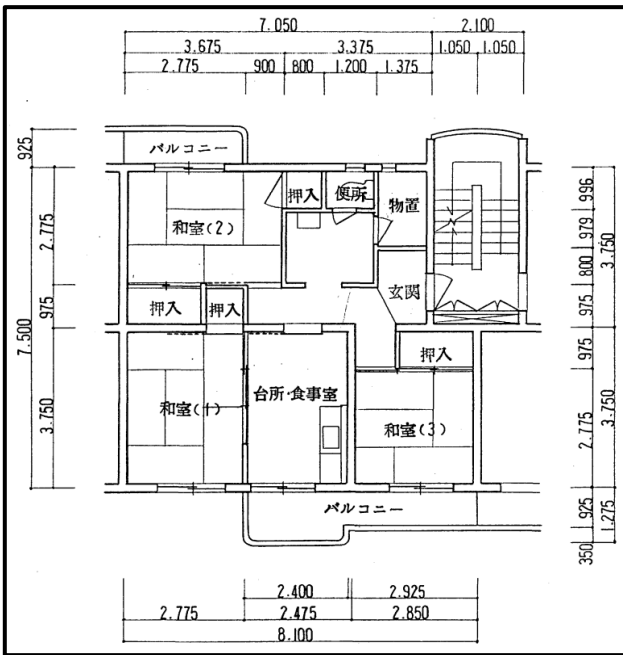 7.050
2.100
3.675
3.375
1.050
1.050
2.775
900
800
1.200
1.375
925
2.775
975
7.500
3.750
バルコニー
押入
便所
物置
和室(2)
玄関
押入
押入
押入
台所・食事室
和室(1)
和室(3)
バルコニー
996
979
800
975
3.750
975
2.775
3.750
925
1.275
350
2.400
2.925
2.775
2.475
2.850
8.100